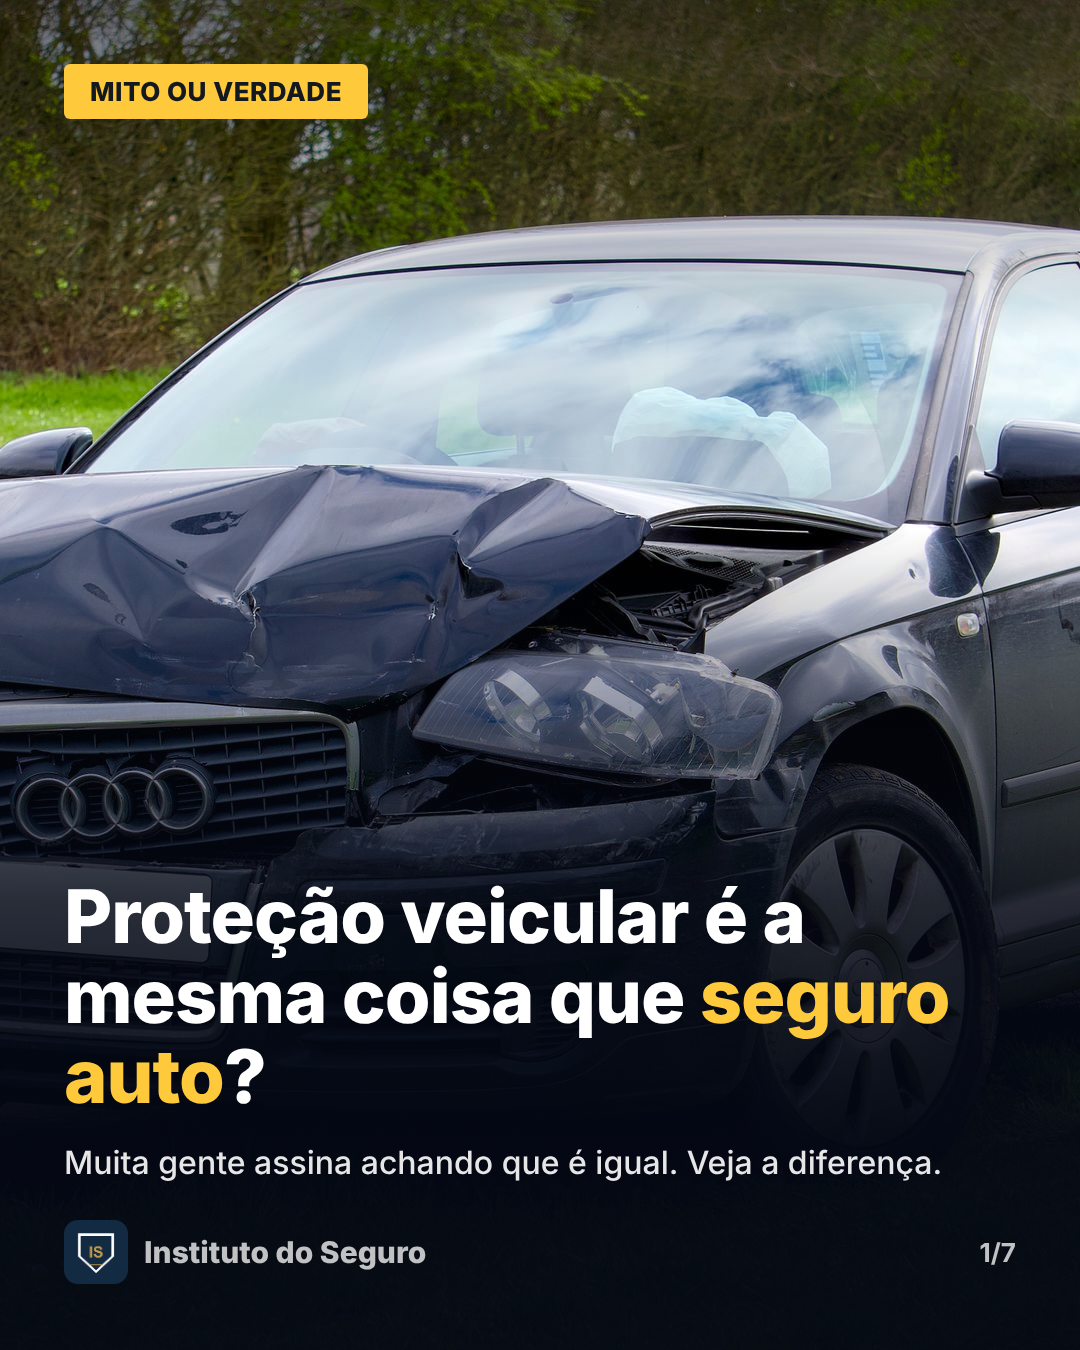 MITO OU VERDADE
Proteção veicular é a
mesma coisa que seguro
auto?
Muita gente assina achando que é igual. Veja a diferença.
IS
Instituto do Seguro
1/7